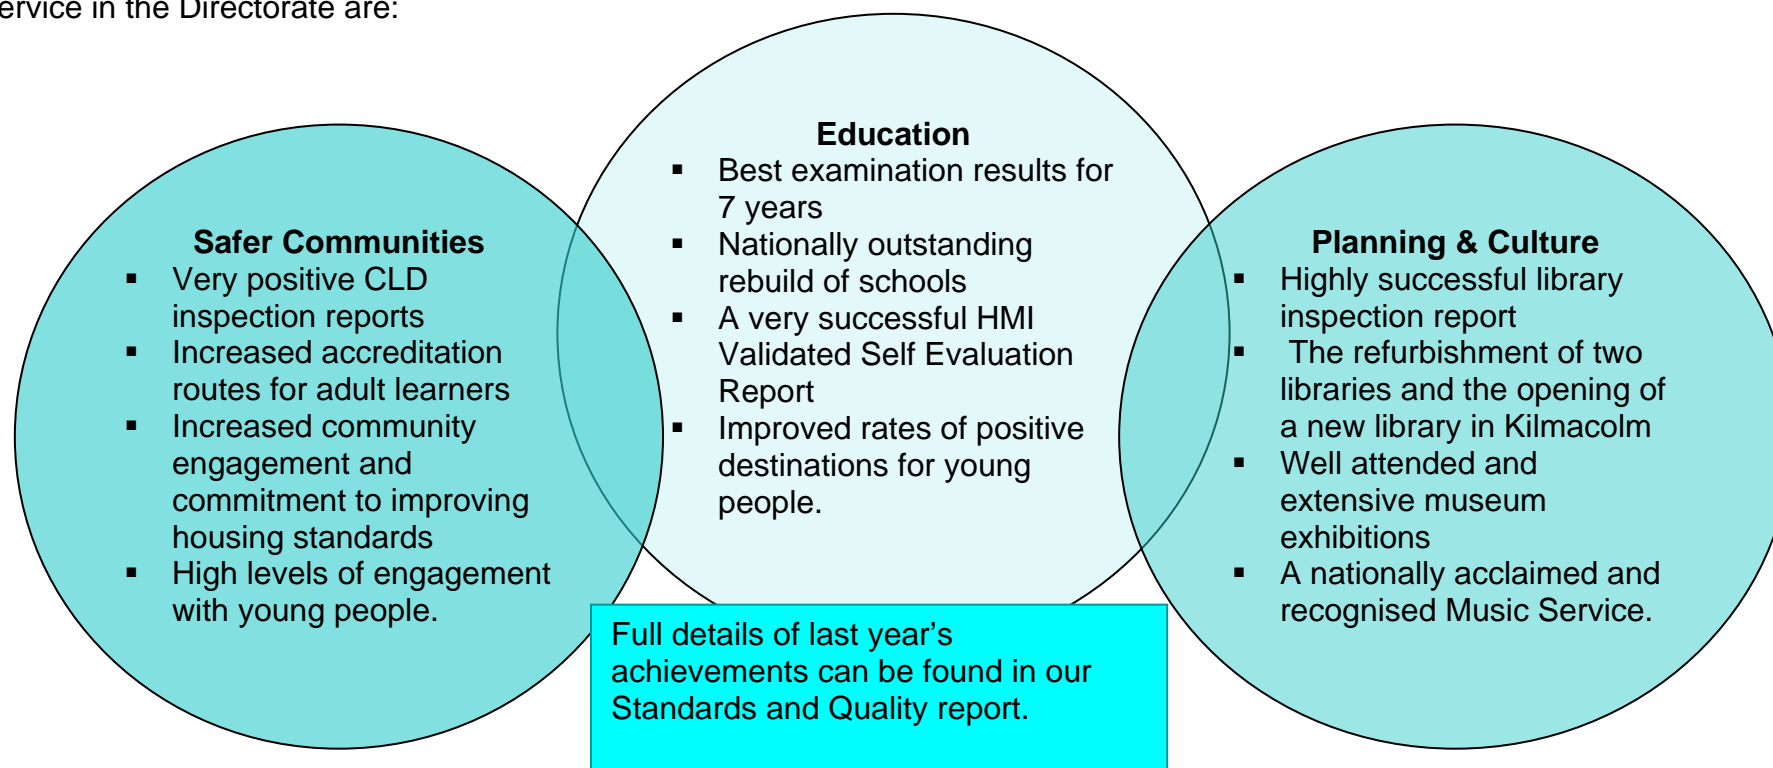 ervice in the Directorate are:
Safer Communities
▪ Very positive CLD
inspection reports
▪ Increased accreditation
routes for adult learners
▪ Increased community
engagement and
commitment to improving
housing standards
▪ High levels of engagement
with young people.
Education
▪ Best examination results for
7 years
▪ Nationally outstanding
rebuild of schools
▪ A very successful HMI
Validated Self Evaluation
Report
▪ Improved rates of positive
destinations for young
people.
Planning & Culture
▪ Highly successful library
inspection report
▪ The refurbishment of two
libraries and the opening of
a new library in Kilmacolm
▪ Well attended and
extensive museum
exhibitions
▪ A nationally acclaimed and
recognised Music Service.
Full details of last year’s
achievements can be found in our
Standards and Quality report.